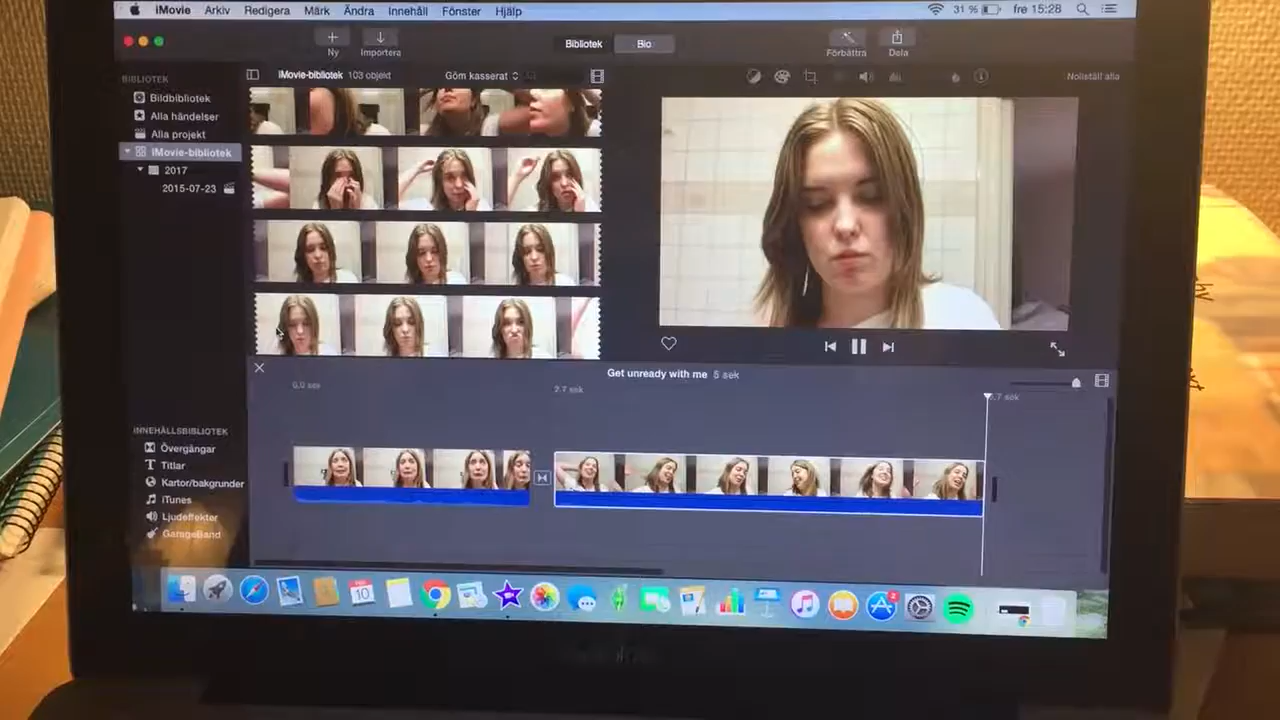 iMovie Arkiv Redigera Märk Ändra Innehåll Fönster Hjälp 31 % fre 15:28
Ny Importera Bibliotek Bio Förbättra Dela
BIBLIOTEK
iMovie-bibliotek 103 objekt Göm kasserat Nollställ alla
Bildbibliotek
Alla händelser
Alla projekt
iMovie-bibliotek
2017
2015-07-23
Get unready with me 5 sek
0,0 sek
2.7 sek
INNEHÅLLSBIBLIOTEK
Övergångar
Titlar
Kartor/bakgrunder
iTunes
Ljudeffekter
GarageBand
10